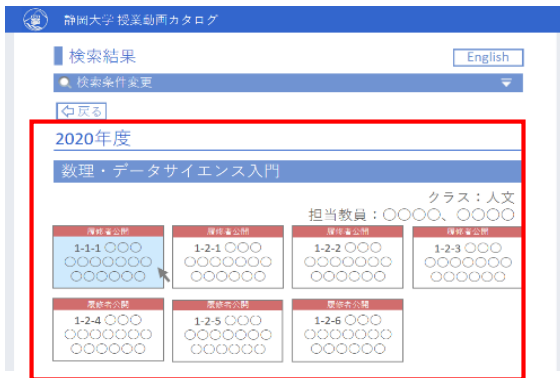 静岡大学 授業動画カタログ
検索結果
English
検索条件変更
戻る
2020年度
数理・データサイエンス入門
クラス：人文
担当教員：〇〇〇〇、〇〇〇〇
履修者公開 履修者公開 履修者公開 履修者公開
1-1-1 〇〇〇 1-2-1 〇〇〇 1-2-2 〇〇〇 1-2-3 〇〇〇
〇〇〇〇〇〇〇 〇〇〇〇〇〇〇 〇〇〇〇〇〇〇 〇〇〇〇〇〇〇
〇〇〇〇〇〇 〇〇〇〇〇〇 〇〇〇〇〇〇 〇〇〇〇〇〇
履修者公開 履修者公開 履修者公開
1-2-4 〇〇〇 1-2-5 〇〇〇 1-2-6 〇〇〇
〇〇〇〇〇〇〇 〇〇〇〇〇〇〇 〇〇〇〇〇〇〇
〇〇〇〇〇〇 〇〇〇〇〇〇 〇〇〇〇〇〇